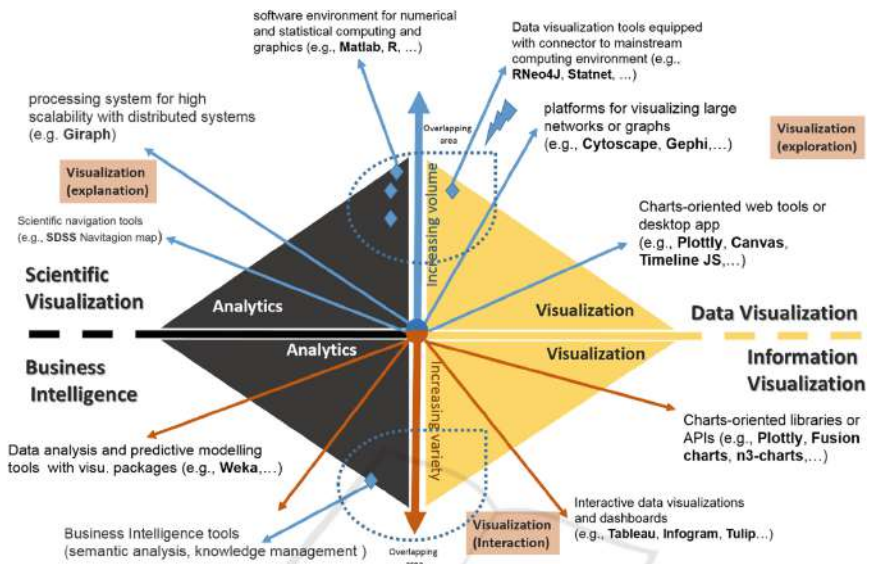 software environment for numerical
and statistical computing and
graphics (e.g., Matlab, R, …)
Data visualization tools equipped
with connector to mainstream
computing environment (e.g.,
RNeo4J, Statnet, …)
processing system for high
scalability with distributed systems
(e.g. Giraph)
Overlapping
area
platforms for visualizing large
networks or graphs
(e.g., Cytoscape, Gephi,…)
Visualization
(exploration)
Visualization
(explanation)
Increasing volume
Scientific navigation tools
(e.g., SDSS Navitagion map)
Charts-oriented web tools or
desktop app
(e.g., Plottly, Canvas,
Timeline JS,…)
Scientific
Visualization
Analytics
Visualization
Data Visualization
Business
Intelligence
Analytics
Visualization
Information
Visualization
Increasing variety
Charts-oriented libraries or
APIs (e.g., Plottly, Fusion
charts, n3-charts,…)
Data analysis and predictive modelling
tools with visu. packages (e.g., Weka,…)
Interactive data visualizations
and dashboards
(e.g., Tableau, Infogram, Tulip…)
Visualization
(Interaction)
Business Intelligence tools
(semantic analysis, knowledge management )
Overlapping
area